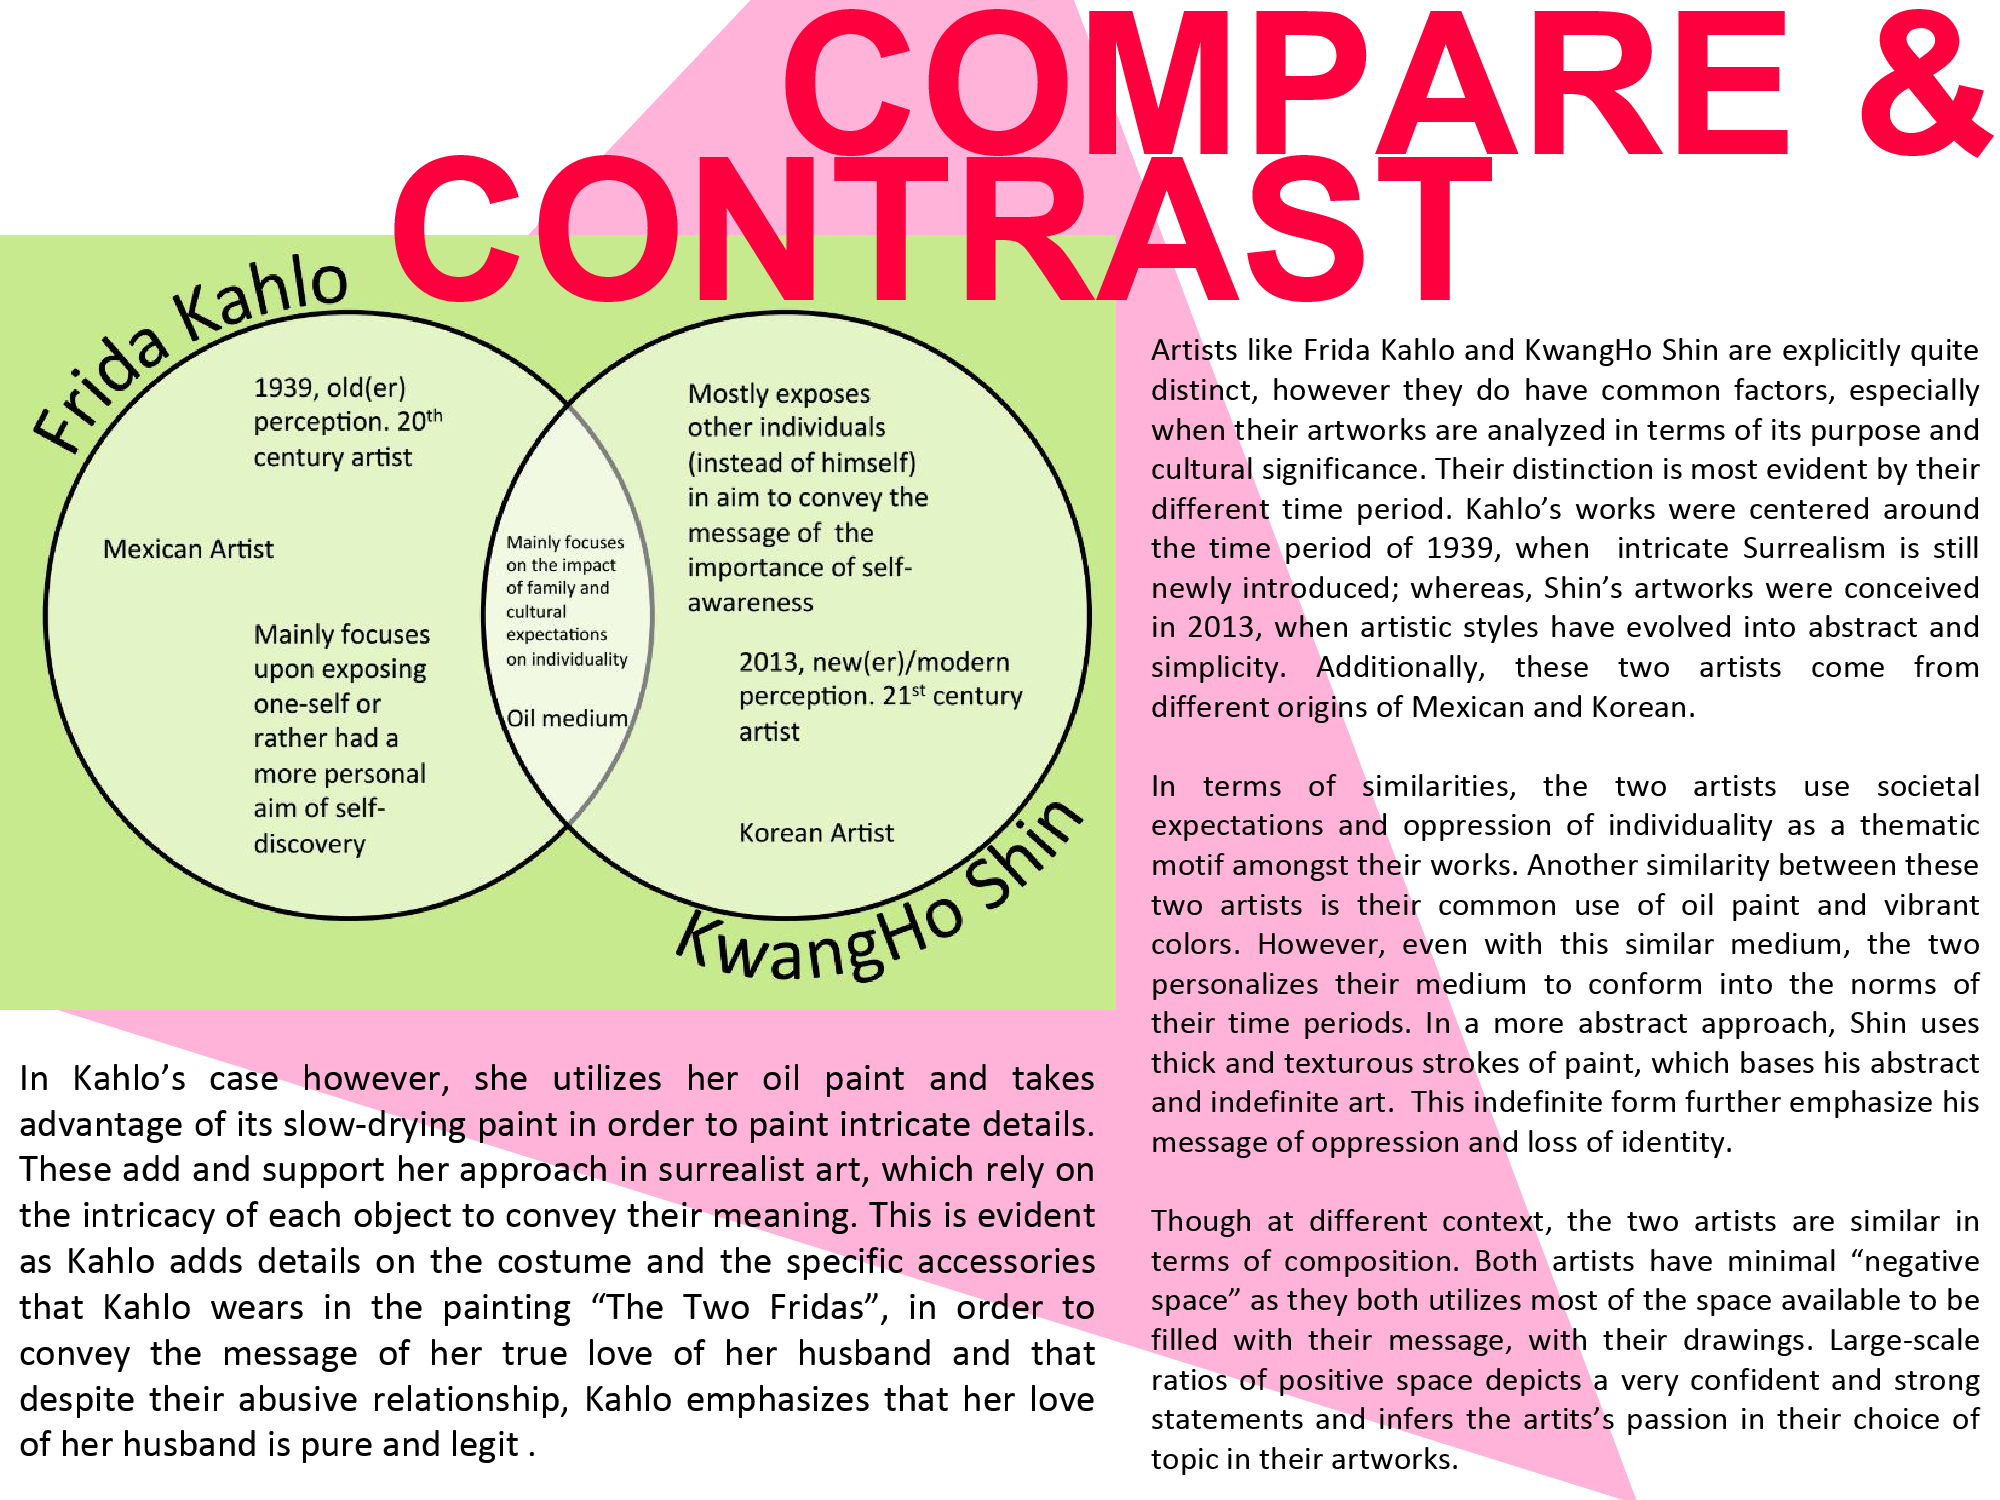 COMPARE &
CONTRAST
Frida Kahlo
1939, old(er)
perception. 20th
century artist
Mexican Artist
Mainly focuses
upon exposing
one-self or
rather had a
more personal
aim of self-
discovery
Mainly focuses
on the impact
of family and
cultural
expectations
on individuality
Oil medium
Mostly exposes
other individuals
(instead of himself)
in aim to convey the
message of  the
importance of self-
awareness
2013, new(er)/modern
perception. 21st century
artist
Korean Artist
KwangHo Shin
Artists like Frida Kahlo and KwangHo Shin are explicitly quite
distinct, however they do have common factors, especially
when their artworks are analyzed in terms of its purpose and
cultural significance. Their distinction is most evident by their
different time period. Kahlo’s works were centered around
the time period of 1939, when  intricate Surrealism is still
newly introduced; whereas, Shin’s artworks were conceived
in 2013, when artistic styles have evolved into abstract and
simplicity. Additionally, these two artists come from
different origins of Mexican and Korean.
In terms of similarities, the two artists use societal
expectations and oppression of individuality as a thematic
motif amongst their works. Another similarity between these
two artists is their common use of oil paint and vibrant
colors. However, even with this similar medium, the two
personalizes their medium to conform into the norms of
their time periods. In a more abstract approach, Shin uses
thick and texturous strokes of paint, which bases his abstract
and indefinite art.  This indefinite form further emphasize his
message of oppression and loss of identity.
Though at different context, the two artists are similar in
terms of composition. Both artists have minimal “negative
space” as they both utilizes most of the space available to be
filled with their message, with their drawings. Large-scale
ratios of positive space depicts a very confident and strong
statements and infers the artits’s passion in their choice of
topic in their artworks.
In Kahlo’s case however, she utilizes her oil paint and takes
advantage of its slow-drying paint in order to paint intricate details.
These add and support her approach in surrealist art, which rely on
the intricacy of each object to convey their meaning. This is evident
as Kahlo adds details on the costume and the specific accessories
that Kahlo wears in the painting “The Two Fridas”, in order to
convey the message of her true love of her husband and that
despite their abusive relationship, Kahlo emphasizes that her love
of her husband is pure and legit .